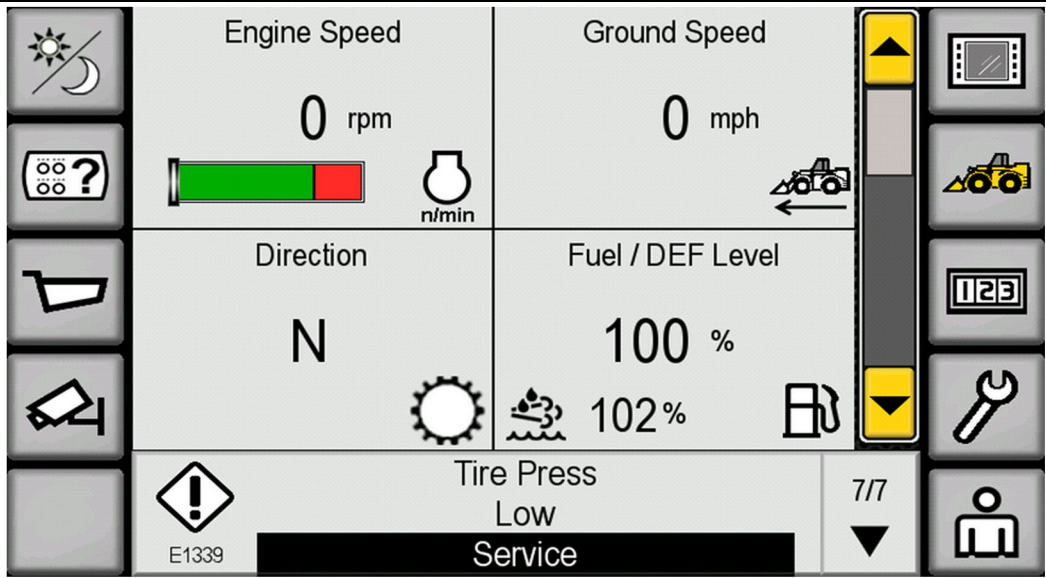 Engine Speed
0 rpm
n/min
Ground Speed
0 mph
Direction
N
Fuel / DEF Level
100 %
102%
?
123
Tire Press
Low
E1339
Service
7/7